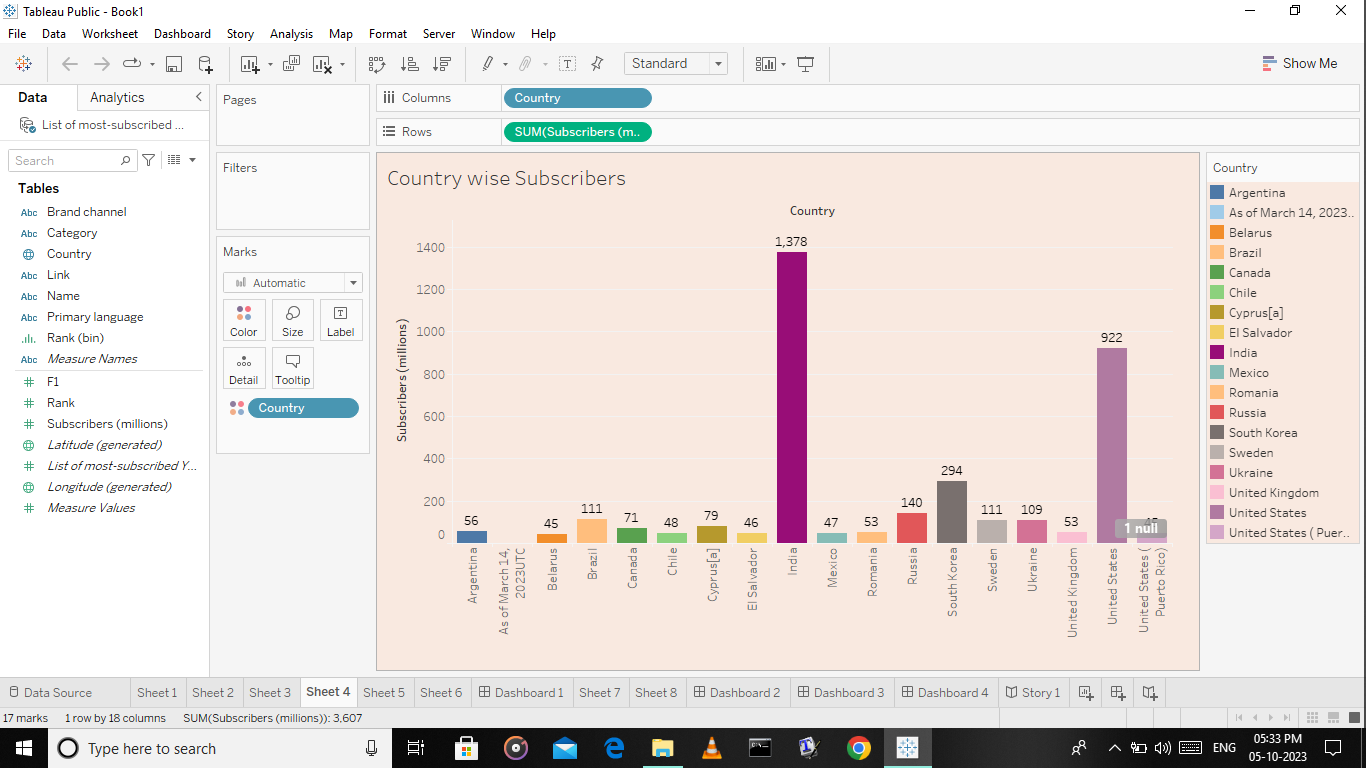 Tableau Public - Book1
File Data Worksheet Dashboard Story Analysis Map Format Server Window Help
Standard
Show Me
Data Analytics
List of most-subscribed ...
Search
Tables
Abc Brand channel
Abc Category
Country
Abc Link
Abc Name
Abc Primary language
Rank (bin)
Abc Measure Names
# F1
# Rank
# Subscribers (millions)
Latitude (generated)
# List of most-subscribed Y...
Longitude (generated)
# Measure Values
Pages
Filters
Marks
Automatic
Color Size Label
Detail Tooltip
Country
Columns Country
Rows SUM(Subscribers (m..
Country wise Subscribers
Country
Subscribers (millions)
1400
1200
1000
800
600
400
200
0
56
45
111
71
48
79
46
1,378
47
53
140
294
111
109
53
922
1 null
Argentina
As of March 14,
2023UTC
Belarus
Brazil
Canada
Chile
Cyprus[a]
El Salvador
India
Mexico
Romania
Russia
South Korea
Sweden
Ukraine
United Kingdom
United States
United States (
Puerto Rico)
Country
Argentina
As of March 14, 2023..
Belarus
Brazil
Canada
Chile
Cyprus[a]
El Salvador
India
Mexico
Romania
Russia
South Korea
Sweden
Ukraine
United Kingdom
United States
United States ( Puer..
Data Source Sheet 1 Sheet 2 Sheet 3 Sheet 4 Sheet 5 Sheet 6 Dashboard 1 Sheet 7 Sheet 8 Dashboard 2 Dashboard 3 Dashboard 4 Story 1
17 marks 1 row by 18 columns SUM(Subscribers (millions)): 3,607
Type here to search
ENG
05:33 PM
05-10-2023